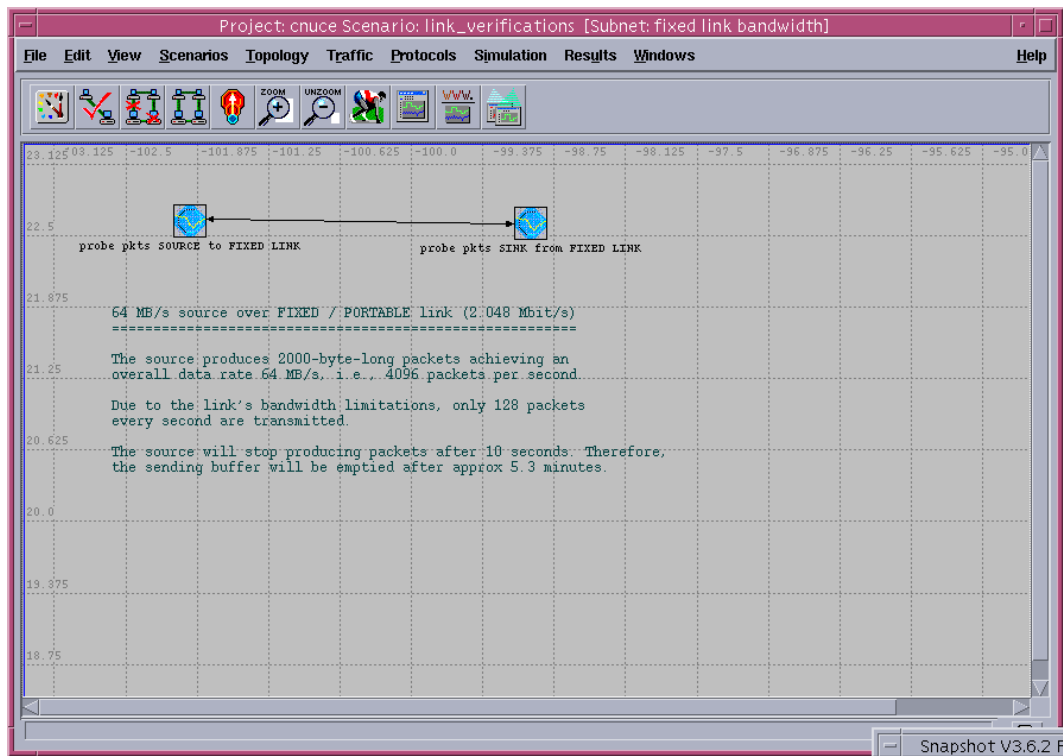 Project: cnuce Scenario: link_verifications [Subnet: fixed link bandwidth]
File Edit View Scenarios Topology Traffic Protocols Simulation Results Windows Help
ZOOM UNZOOM WWW.
23.125 -103.125 -102.5 -101.875 -101.25 -100.625 -100.0 -99.375 -98.75 -98.125 -97.5 -96.875 -96.25 -95.625 -95.0
22.5
probe pkts SOURCE to FIXED LINK probe pkts SINK from FIXED LINK
21.875
64 MB/s source over FIXED / PORTABLE link (2.048 Mbit/s)
=======================================================
The source produces 2000-byte-long packets achieving an
21.25
overall data rate 64 MB/s, i.e., 4096 packets per second.
Due to the link's bandwidth limitations, only 128 packets
every second are transmitted.
20.625
The source will stop producing packets after 10 seconds. Therefore,
the sending buffer will be emptied after approx 5.3 minutes.
20.0
19.375
18.75
Snapshot V3.6.2